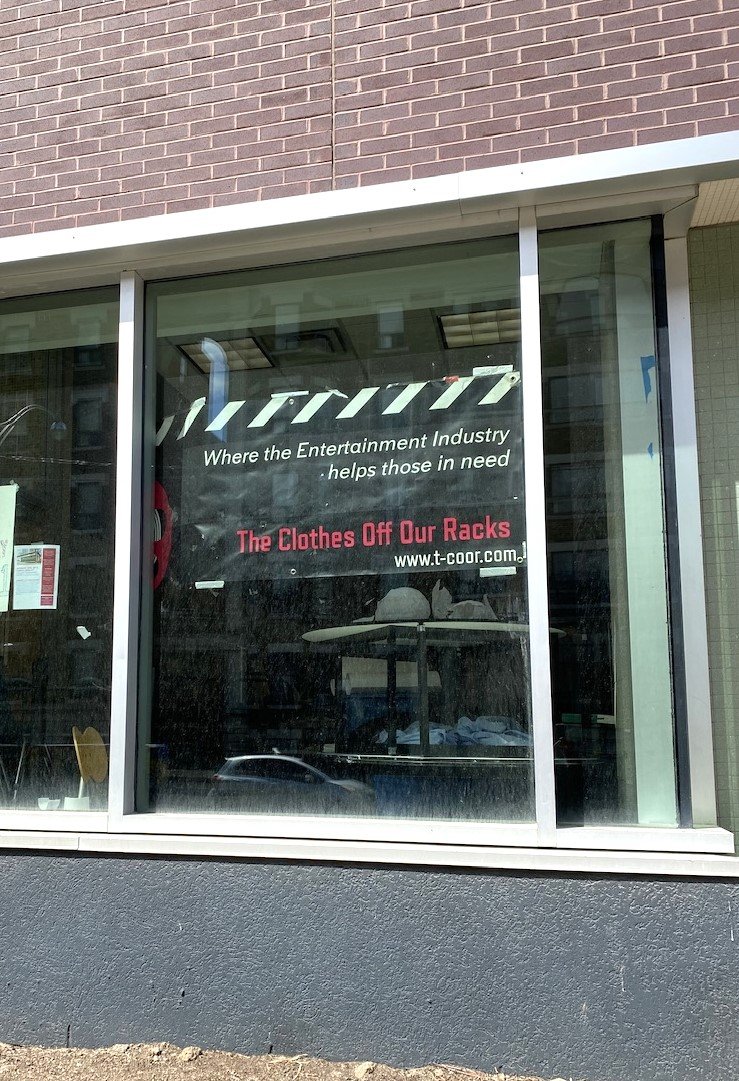 Where the Entertainment Industry
helps those in need
The Clothes Off Our Racks
www.t-coor.com